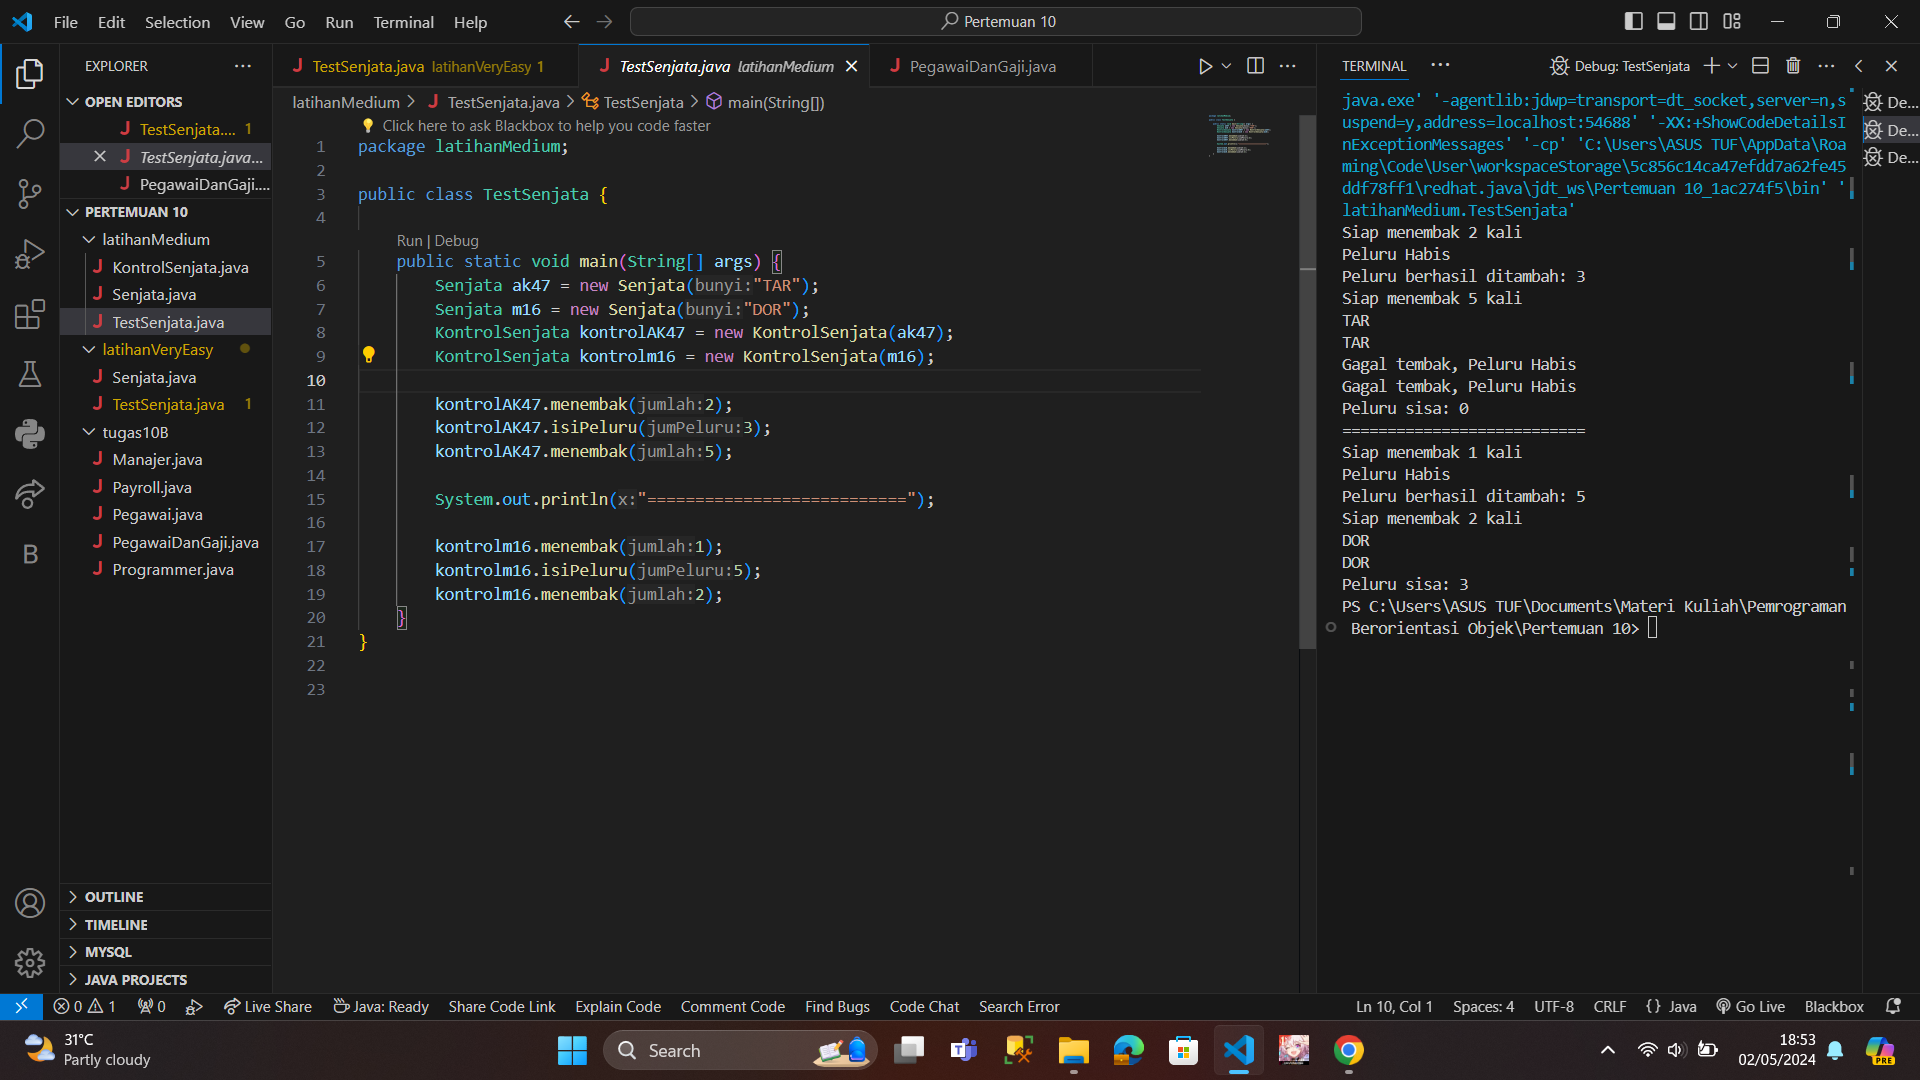 File Edit Selection View Go Run Terminal Help
Pertemuan 10
EXPLORER
OPEN EDITORS
TestSenjata.... 1
TestSenjata.java...
PegawaiDanGaji....
PERTEMUAN 10
latihanMedium
KontrolSenjata.java
Senjata.java
TestSenjata.java
latihanVeryEasy
Senjata.java
TestSenjata.java 1
tugas10B
Manajer.java
Payroll.java
Pegawai.java
PegawaiDanGaji.java
Programmer.java
OUTLINE
TIMELINE
MYSQL
JAVA PROJECTS
TestSenjata.java latihanVeryEasy 1
TestSenjata.java latihanMedium
PegawaiDanGaji.java
latihanMedium > TestSenjata.java > TestSenjata > main(String[])
Click here to ask Blackbox to help you code faster
1 package latihanMedium;
2
3 public class TestSenjata {
4
Run | Debug
5 public static void main(String[] args) {
6 Senjata ak47 = new Senjata(bunyi:"TAR");
7 Senjata m16 = new Senjata(bunyi:"DOR");
8 KontrolSenjata kontrolAK47 = new KontrolSenjata(ak47);
9 KontrolSenjata kontrolm16 = new KontrolSenjata(m16);
10
11 kontrolAK47.menembak(jumlah:2);
12 kontrolAK47.isiPeluru(jumPeluru:3);
13 kontrolAK47.menembak(jumlah:5);
14
15 System.out.println(x:"===========================");
16
17 kontrolm16.menembak(jumlah:1);
18 kontrolm16.isiPeluru(jumPeluru:5);
19 kontrolm16.menembak(jumlah:2);
20 }
21 }
22
23
TERMINAL
Debug: TestSenjata
java.exe' '-agentlib:jdwp=transport=dt_socket,server=n,s
uspend=y,address=localhost:54688' '-XX:+ShowCodeDetailsI
nExceptionMessages' '-cp' 'C:\Users\ASUS TUF\AppData\Roa
ming\Code\User\workspaceStorage\5c856c14ca47efdd7a62fe45
ddf78ff1\redhat.java\jdt_ws\Pertemuan 10_1ac274f5\bin' '
latihanMedium.TestSenjata'
Siap menembak 2 kali
Peluru Habis
Peluru berhasil ditambah: 3
Siap menembak 5 kali
TAR
TAR
Gagal tembak, Peluru Habis
Gagal tembak, Peluru Habis
Peluru sisa: 0
===========================
Siap menembak 1 kali
Peluru Habis
Peluru berhasil ditambah: 5
Siap menembak 2 kali
DOR
DOR
Peluru sisa: 3
PS C:\Users\ASUS TUF\Documents\Materi Kuliah\Pemrograman
Berorientasi Objek\Pertemuan 10>
De...
De...
De...
0 1 0 Live Share Java: Ready Share Code Link Explain Code Comment Code Find Bugs Code Chat Search Error
Ln 10, Col 1 Spaces: 4 UTF-8 CRLF {} Java Go Live Blackbox
31°C
Partly cloudy
Search
18:53
02/05/2024
PRE